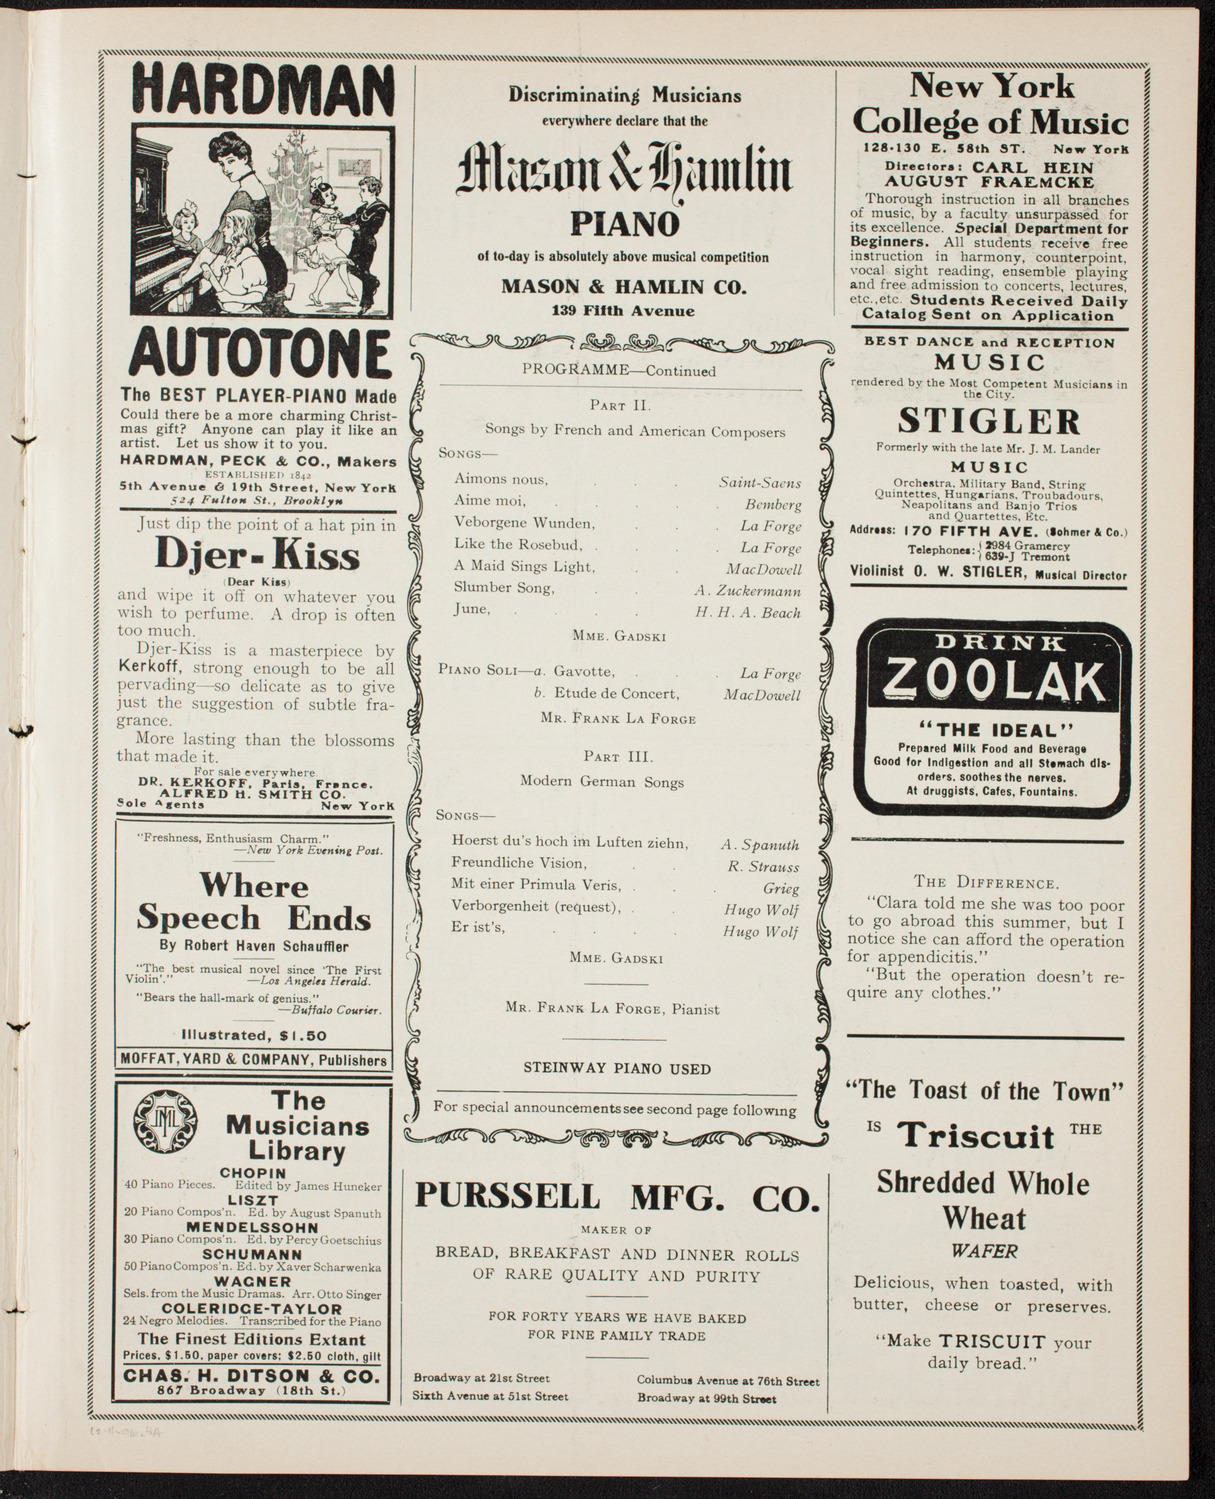 HARDMAN
AUTOTONE
The BEST PLAYER-PIANO Made
Could there be a more charming Christ-
mas gift? Anyone can play it like an
artist. Let us show it to you.
HARDMAN, PECK & CO., Makers
ESTABLISHED 1842
5th Avenue & 19th Street, New York
524 Fulton St., Brooklyn
Just dip the point of a hat pin in
Djer-Kiss
(Dear Kiss)
and wipe it off on whatever you
wish to perfume. A drop is often
too much.
Djer-Kiss is a masterpiece by
Kerkoff, strong enough to be all
pervading—so delicate as to give
just the suggestion of subtle fra-
grance.
More lasting than the blossoms
that made it.
For sale everywhere.
DR. KERKOFF, Paris, France.
ALFRED H. SMITH CO.
Sole Agents New York
"Freshness, Enthusiasm Charm."
—New York Evening Post.
Where
Speech Ends
By Robert Haven Schauffler
"The best musical novel since 'The First
Violin'." —Los Angeles Herald.
"Bears the hall-mark of genius."
—Buffalo Courier.
Illustrated, $1.50
MOFFAT, YARD & COMPANY, Publishers
The
Musicians
Library
CHOPIN
40 Piano Pieces. Edited by James Huneker
LISZT
20 Piano Compos'n. Ed. by August Spanuth
MENDELSSOHN
30 Piano Compos'n. Ed. by Percy Goetschius
SCHUMANN
50 Piano Compos'n. Ed. by Xaver Scharwenka
WAGNER
Sels. from the Music Dramas. Arr. Otto Singer
COLERIDGE-TAYLOR
24 Negro Melodies. Transcribed for the Piano
The Finest Editions Extant
Prices, $1.50, paper covers; $2.50 cloth, gilt
CHAS. H. DITSON & CO.
867 Broadway (18th St.)
Discriminating Musicians
everywhere declare that the
Mason & Hamlin
PIANO
of to-day is absolutely above musical competition
MASON & HAMLIN CO.
139 Fifth Avenue
PROGRAMME—Continued
PART II.
Songs by French and American Composers
SONGS—
Aimons nous, . . . . Saint-Saens
Aime moi, . . . . . Bemberg
Veborgene Wunden, . . . La Forge
Like the Rosebud, . . . . La Forge
A Maid Sings Light, . . . MacDowell
Slumber Song, . . . A. Zuckermann
June, . . . . H. H. A. Beach
MME. GADSKI
PIANO SOLI—a. Gavotte, . . . La Forge
b. Etude de Concert, . MacDowell
MR. FRANK LA FORGE
PART III.
Modern German Songs
SONGS—
Hoerst du's hoch im Luften ziehn, A. Spanuth
Freundliche Vision, . . R. Strauss
Mit einer Primula Veris, . . . Grieg
Verborgenheit (request), . . Hugo Wolf
Er ist's, . . . . Hugo Wolf
MME. GADSKI
MR. FRANK LA FORGE, Pianist
STEINWAY PIANO USED
For special announcements see second page following
PURSSELL MFG. CO.
MAKER OF
BREAD, BREAKFAST AND DINNER ROLLS
OF RARE QUALITY AND PURITY
FOR FORTY YEARS WE HAVE BAKED
FOR FINE FAMILY TRADE
Broadway at 21st Street Columbus Avenue at 76th Street
Sixth Avenue at 51st Street Broadway at 99th Street
New York
College of Music
128-130 E. 58th ST. New York
Directors: CARL HEIN
AUGUST FRAEMCKE
Thorough instruction in all branches
of music, by a faculty unsurpassed for
its excellence. Special Department for
Beginners. All students receive free
instruction in harmony, counterpoint,
vocal sight reading, ensemble playing
and free admission to concerts, lectures,
etc., etc. Students Received Daily
Catalog Sent on Application
BEST DANCE and RECEPTION
MUSIC
rendered by the Most Competent Musicians in
the City.
STIGLER
Formerly with the late Mr. J. M. Lander
MUSIC
Orchestra, Military Band, String
Quintettes, Hungarians, Troubadours,
Neapolitans and Banjo Trios
and Quartettes, Etc.
Address: 170 FIFTH AVE. (Sohmer & Co.)
Telephones: { 2984 Gramercy
639-J Tremont
Violinist O. W. STIGLER, Musical Director
DRINK
ZOOLAK
"THE IDEAL"
Prepared Milk Food and Beverage
Good for Indigestion and all Stomach dis-
orders. soothes the nerves.
At druggists, Cafes, Fountains.
THE DIFFERENCE.
"Clara told me she was too poor
to go abroad this summer, but I
notice she can afford the operation
for appendicitis."
"But the operation doesn't re-
quire any clothes."
"The Toast of the Town"
IS Triscuit THE
Shredded Whole
Wheat
WAFER
Delicious, when toasted, with
butter, cheese or preserves.
"Make TRISCUIT your
daily bread."